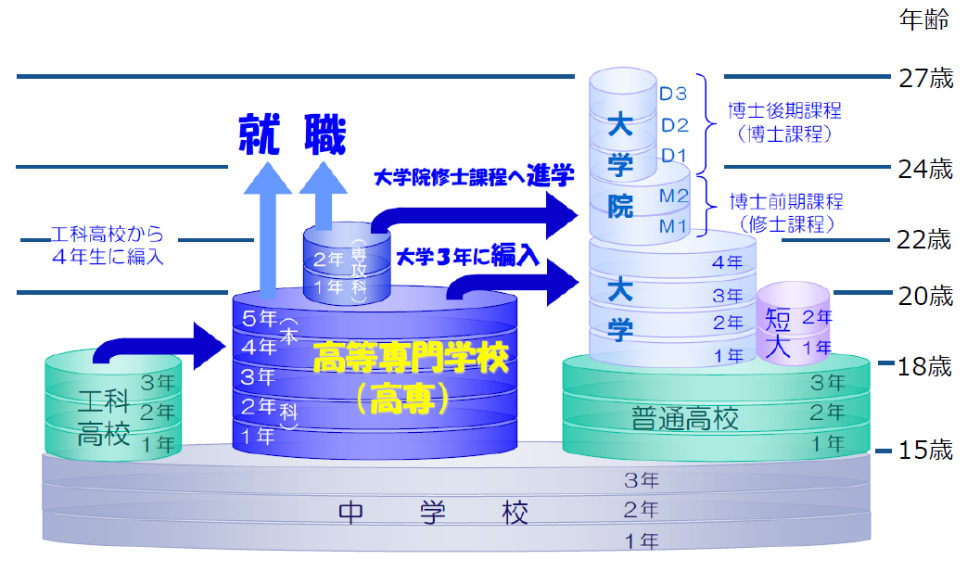 年齢
27歳
24歳
22歳
20歳
18歳
15歳
就職
工科高校から
4年生に編入
大学院修士課程へ進学
大学3年に編入
2年
1年
(専攻科)
5年
4年
3年
2年
1年
(本科)
高等専門学校
(高専)
工科
高校
3年
2年
1年
大学院
D3
D2
D1
M2
M1
博士後期課程
(博士課程)
博士前期課程
(修士課程)
大学
4年
3年
2年
1年
短大
2年
1年
普通高校
3年
2年
1年
中学校
3年
2年
1年